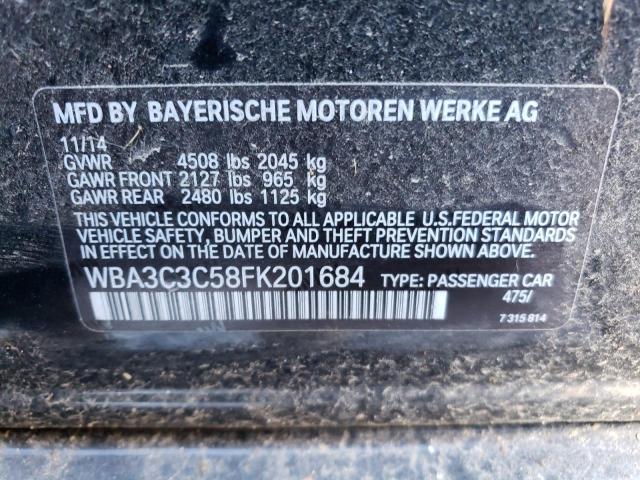 MFD BY BAYERISCHE MOTOREN WERKE AG
11/14
GVWR 4508 lbs 2045 kg
GAWR FRONT 2127 lbs 965 kg
GAWR REAR 2480 lbs 1125 kg
THIS VEHICLE CONFORMS TO ALL APPLICABLE U.S.FEDERAL MOTOR
VEHICLE SAFETY, BUMPER AND THEFT PREVENTION STANDARDS
IN EFFECT ON THE DATE OF MANUFACTURE SHOWN ABOVE.
WBA3C3C58FK201684 TYPE: PASSENGER CAR
475/
7 315 814